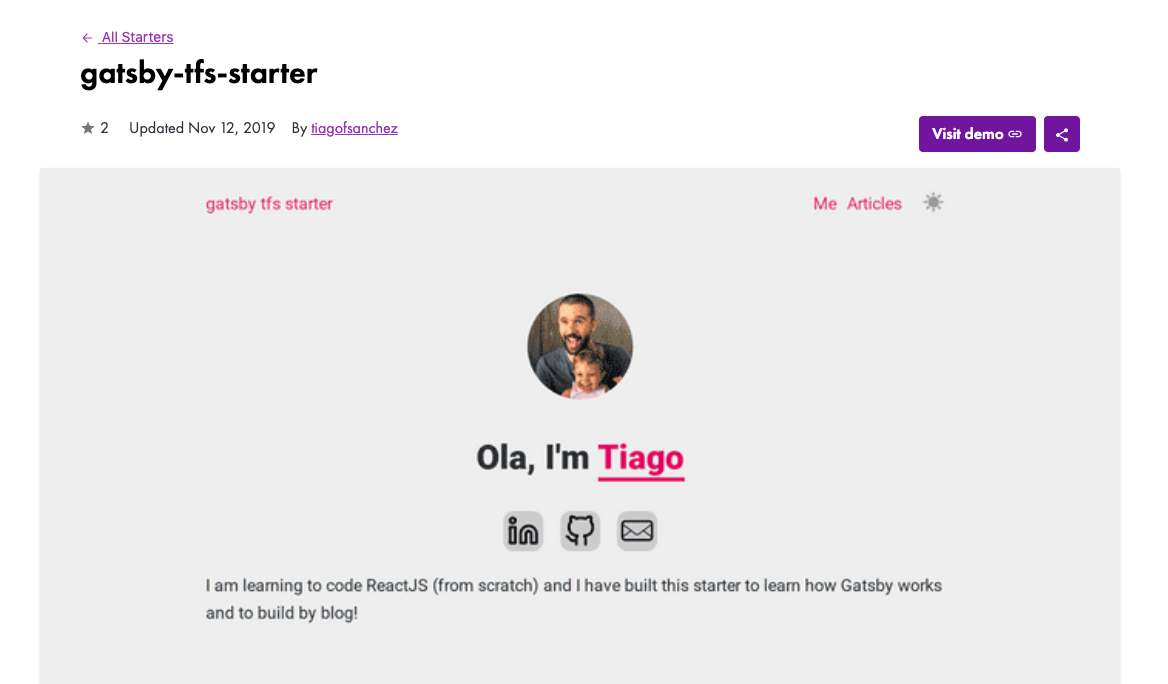 ← All Starters
gatsby-tfs-starter
★ 2 Updated Nov 12, 2019 By tiagofsanchez
Visit demo
gatsby tfs starter
Me Articles
Ola, I'm Tiago
in
I am learning to code ReactJS (from scratch) and I have built this starter to learn how Gatsby works
and to build by blog!